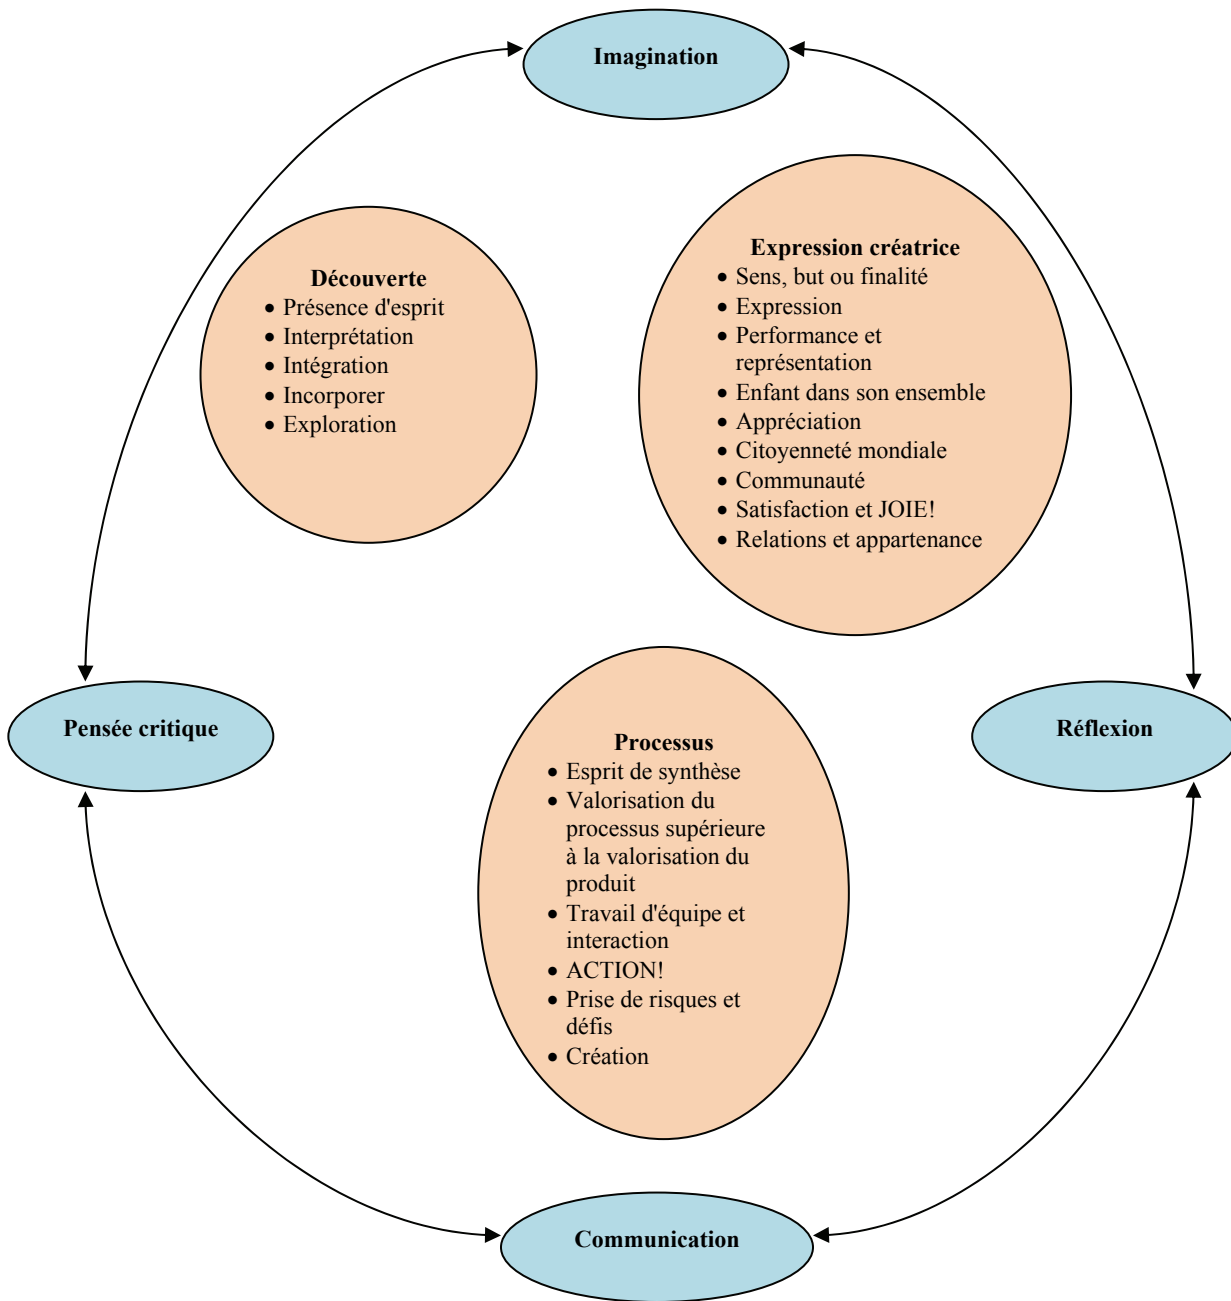 Imagination
Découverte
• Présence d'esprit
• Interprétation
• Intégration
• Incorporer
• Exploration
Expression créatrice
• Sens, but ou finalité
• Expression
• Performance et
représentation
• Enfant dans son ensemble
• Appréciation
• Citoyenneté mondiale
• Communauté
• Satisfaction et JOIE!
• Relations et appartenance
Pensée critique
Réflexion
Processus
• Esprit de synthèse
• Valorisation du
processus supérieure
à la valorisation du
produit
• Travail d'équipe et
interaction
• ACTION!
• Prise de risques et
défis
• Création
Communication